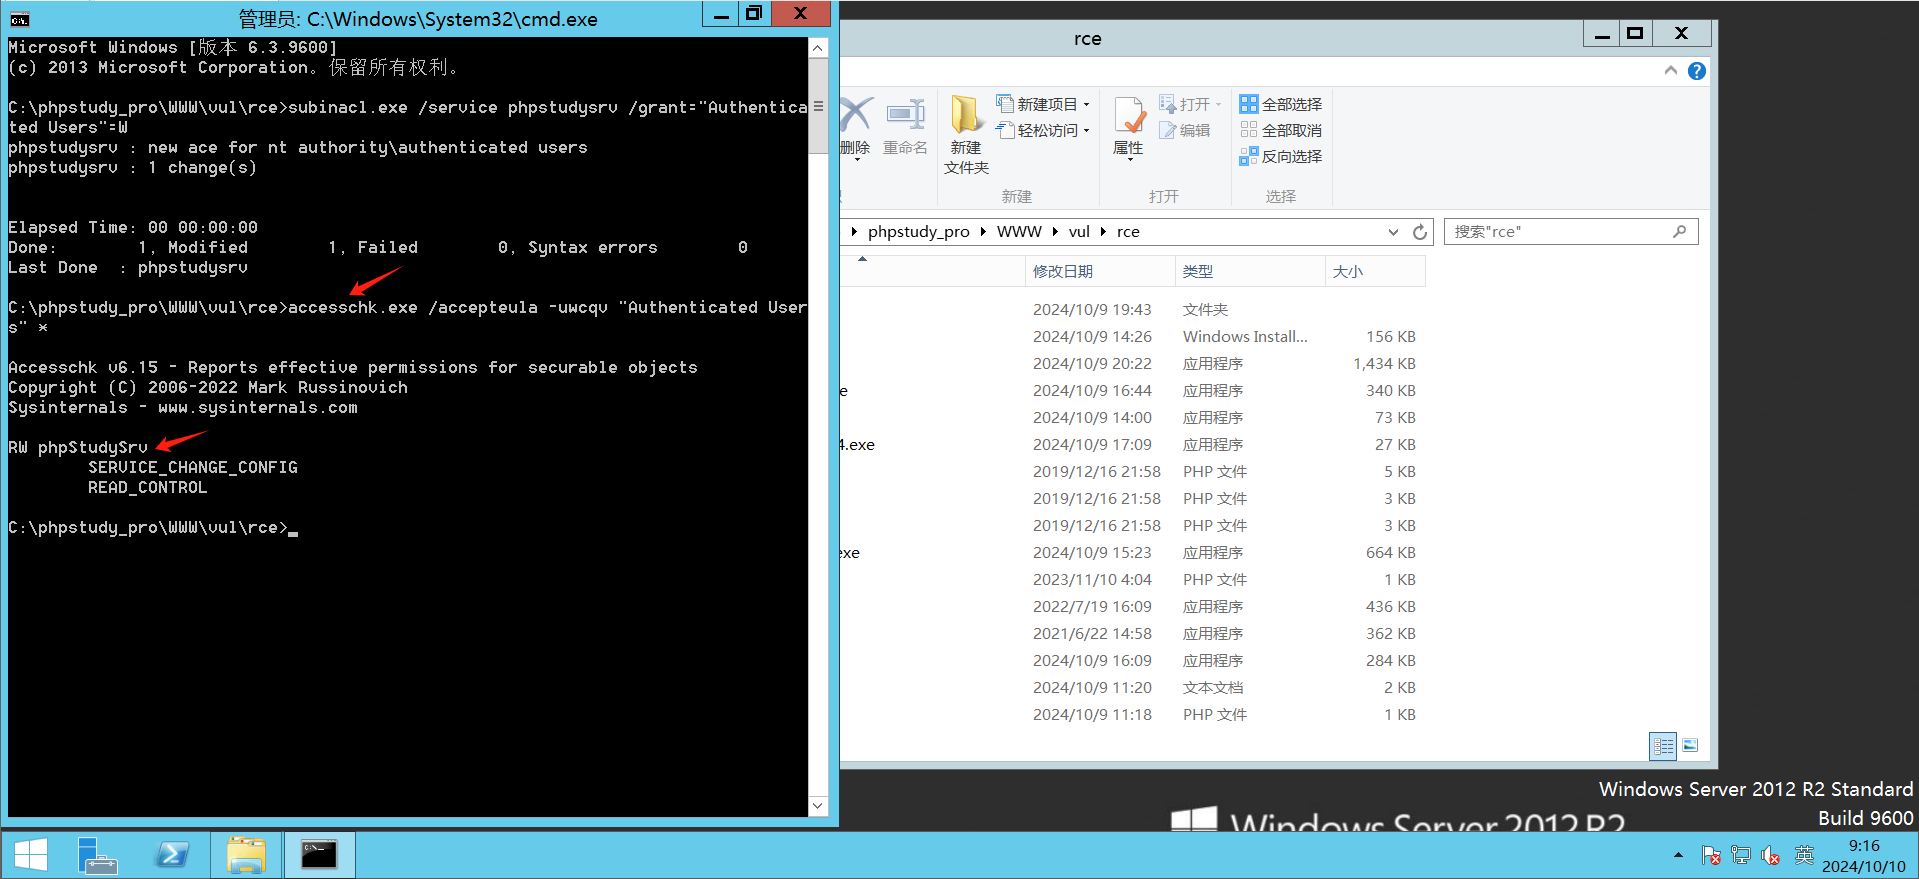 管理员: C:\Windows\System32\cmd.exe
Microsoft Windows [版本 6.3.9600]
(c) 2013 Microsoft Corporation。保留所有权利。
C:\phpstudy_pro\WWW\vul\rce>subinacl.exe /service phpstudysrv /grant="Authentica
ted Users"=W
phpstudysrv : new ace for nt authority\authenticated users
phpstudysrv : 1 change(s)
Elapsed Time: 00 00:00:00
Done:        1, Modified        1, Failed        0, Syntax errors        0
Last Done  : phpstudysrv
C:\phpstudy_pro\WWW\vul\rce>accesschk.exe /accepteula -uwcqv "Authenticated User
s" *
Accesschk v6.15 - Reports effective permissions for securable objects
Copyright (C) 2006-2022 Mark Russinovich
Sysinternals - www.sysinternals.com
RW phpStudySrv
        SERVICE_CHANGE_CONFIG
        READ_CONTROL
C:\phpstudy_pro\WWW\vul\rce>
rce
删除
重命名
新建
文件夹
新建项目
轻松访问
新建
属性
打开
编辑
打开
全部选择
全部取消
反向选择
选择
phpstudy_pro WWW vul rce
搜索"rce"
修改日期 类型 大小
2024/10/9 19:43 文件夹
2024/10/9 14:26 Windows Install... 156 KB
2024/10/9 20:22 应用程序 1,434 KB
e 2024/10/9 16:44 应用程序 340 KB
2024/10/9 14:00 应用程序 73 KB
4.exe 2024/10/9 17:09 应用程序 27 KB
2019/12/16 21:58 PHP 文件 5 KB
2019/12/16 21:58 PHP 文件 3 KB
2019/12/16 21:58 PHP 文件 3 KB
exe 2024/10/9 15:23 应用程序 664 KB
2023/11/10 4:04 PHP 文件 1 KB
2022/7/19 16:09 应用程序 436 KB
2021/6/22 14:58 应用程序 362 KB
2024/10/9 16:09 应用程序 284 KB
2024/10/9 11:20 文本文档 2 KB
2024/10/9 11:18 PHP 文件 1 KB
Windows Server 2012 R2 Standard
Build 9600
Windows Server 2012 R2
英
9:16
2024/10/10